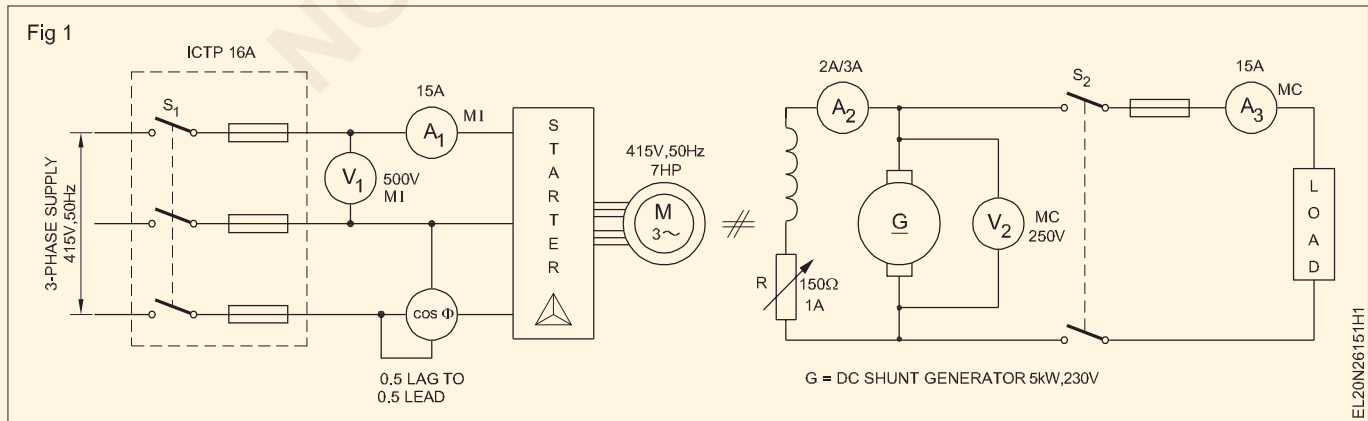 Fig 1
ICTP 16A
S1
3-PHASE SUPPLY
415V,50Hz
15A
MI
A1
V1
500V
MI
cos Φ
0.5 LAG TO
0.5 LEAD
STARTER
415V,50Hz
7HP
M
3~
2A/3A
A2
R
150Ω
1A
G
V2
MC
250V
S2
15A
MC
A3
LOAD
G = DC SHUNT GENERATOR 5kW,230V
EL20N26151H1